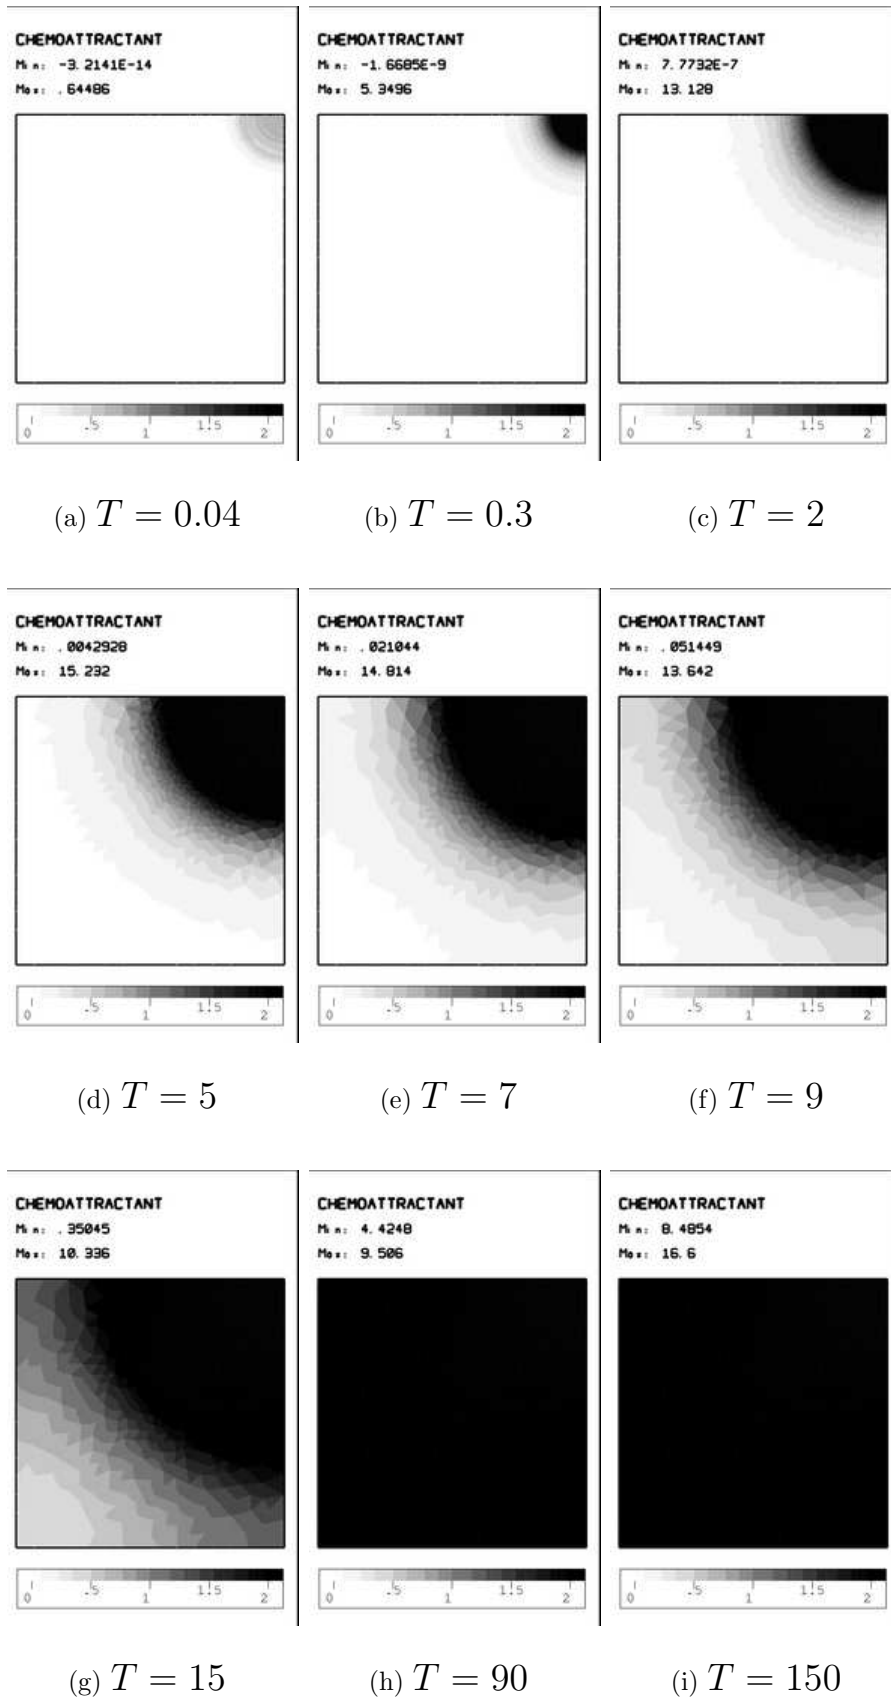 CHEMOATTRACTANT
Min: -3.2141E-14
Max: .64486
0 .5 1 1.5 2
(a) T = 0.04
CHEMOATTRACTANT
Min: -1.6685E-9
Max: 5.3496
0 .5 1 1.5 2
(b) T = 0.3
CHEMOATTRACTANT
Min: 7.7732E-7
Max: 13.128
0 .5 1 1.5 2
(c) T = 2
CHEMOATTRACTANT
Min: .0042928
Max: 15.232
0 .5 1 1.5 2
(d) T = 5
CHEMOATTRACTANT
Min: .021044
Max: 14.814
0 .5 1 1.5 2
(e) T = 7
CHEMOATTRACTANT
Min: .051449
Max: 13.642
0 .5 1 1.5 2
(f) T = 9
CHEMOATTRACTANT
Min: .35045
Max: 10.336
0 .5 1 1.5 2
(g) T = 15
CHEMOATTRACTANT
Min: 4.4248
Max: 9.506
0 .5 1 1.5 2
(h) T = 90
CHEMOATTRACTANT
Min: 8.4854
Max: 16.6
0 .5 1 1.5 2
(i) T = 150